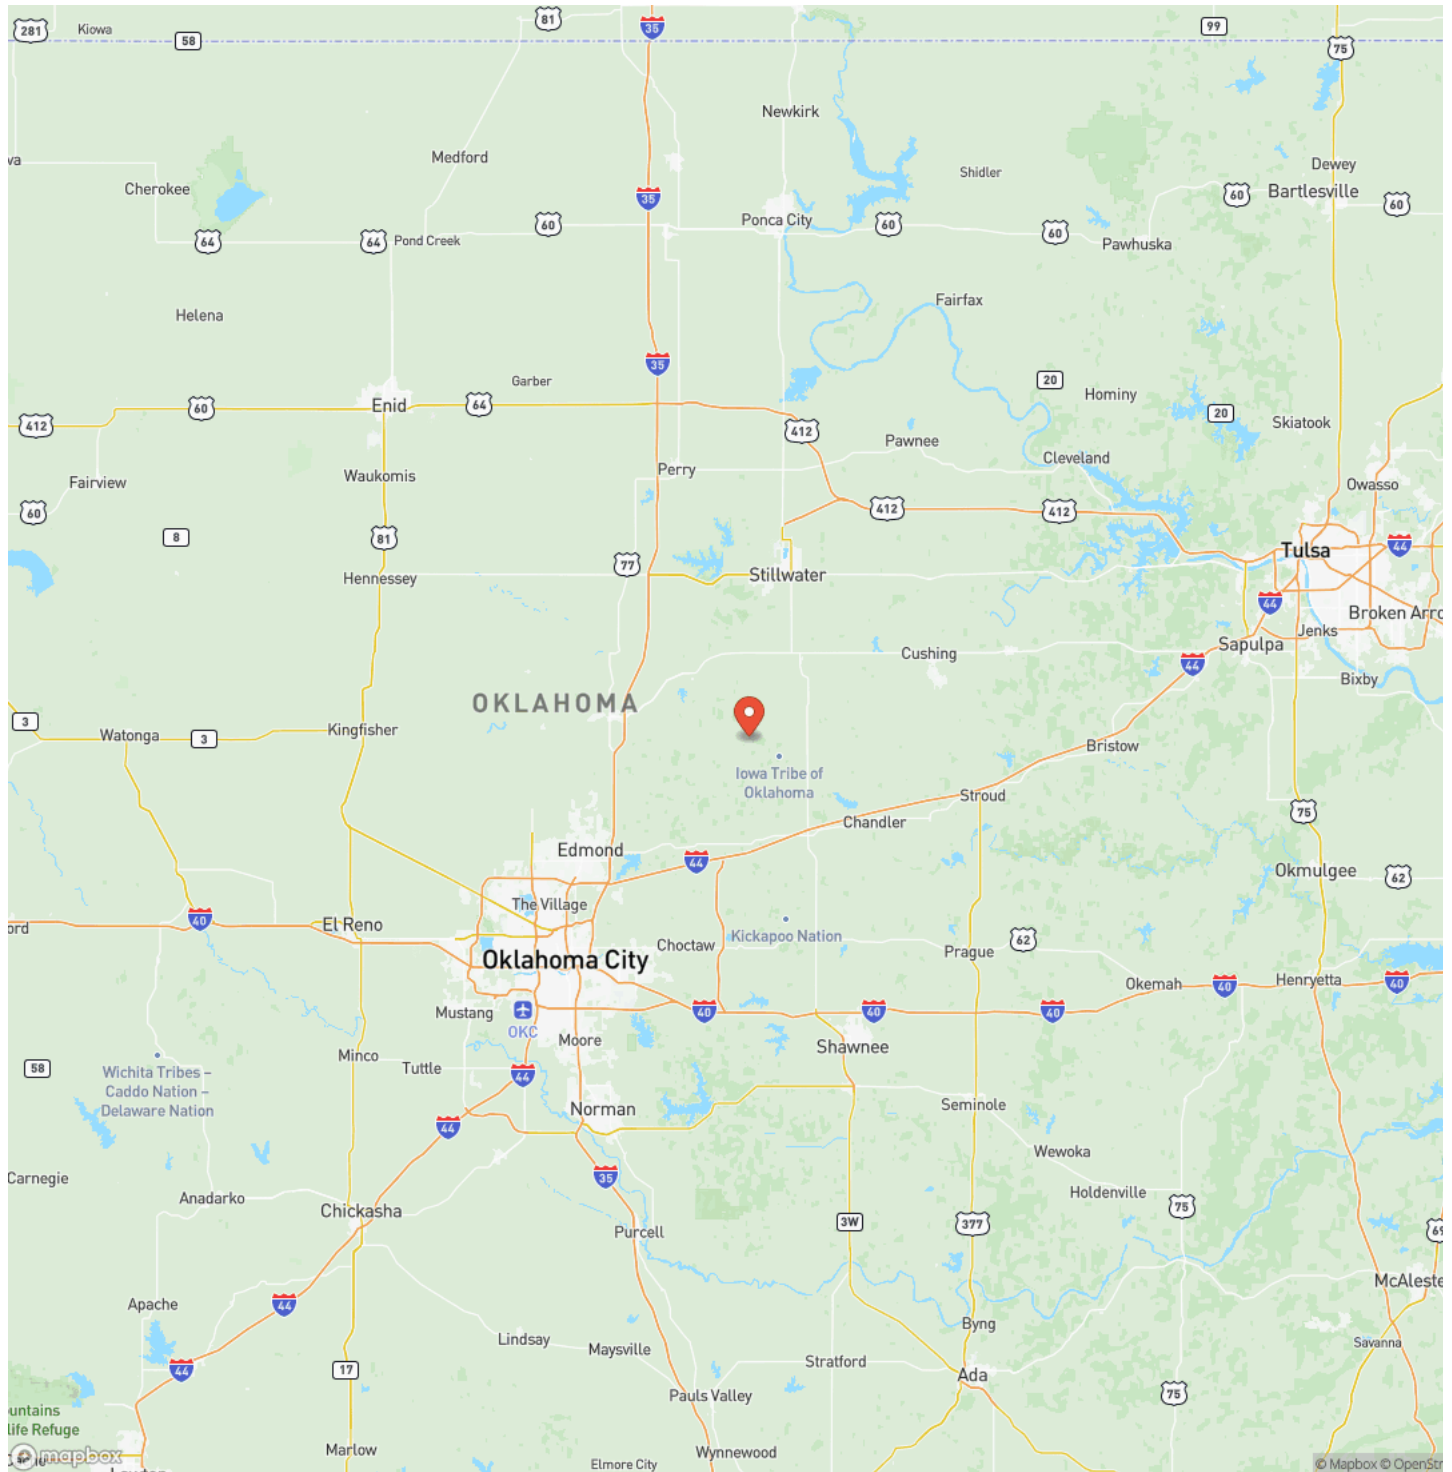 281
Kiowa
58
81
35
99
75
Newkirk
va
Medford
Shidler
Dewey
Cherokee
Bartlesville
35
60
60
Ponca City
60
60
60
64
64
Pond Creek
Pawhuska
Fairfax
Helena
35
20
Garber
Hominy
60
Enid
64
20
412
412
Skiatook
Pawnee
Cleveland
Perry
Waukomis
Fairview
Owasso
60
412
412
8
81
44
Tulsa
77
Stillwater
Hennessey
44
Broken Arro
Jenks
Sapulpa
Cushing
44
Bixby
OKLAHOMA
3
Kingfisher
Watonga
3
Bristow
Iowa Tribe of
Oklahoma
Stroud
75
Chandler
Edmond
44
Okmulgee
62
The Village
40
El Reno
ord
Kickapoo Nation
62
Choctaw
Prague
Oklahoma City
Henryetta
40
Okemah
40
Mustang
OKC
40
40
40
Moore
Shawnee
Minco
Tuttle
58
Wichita Tribes –
Caddo Nation –
Delaware Nation
44
Norman
Seminole
44
Wewoka
Carnegie
35
Holdenville
Anadarko
75
Chickasha
3W
377
Purcell
69
McAleste
Apache
44
Byng
Lindsay
Maysville
Savanna
Stratford
44
17
Ada
Pauls Valley
75
untains
life Refuge
Marlow
Wynnewood
mapbox
Elmore City
© Mapbox © OpenStr